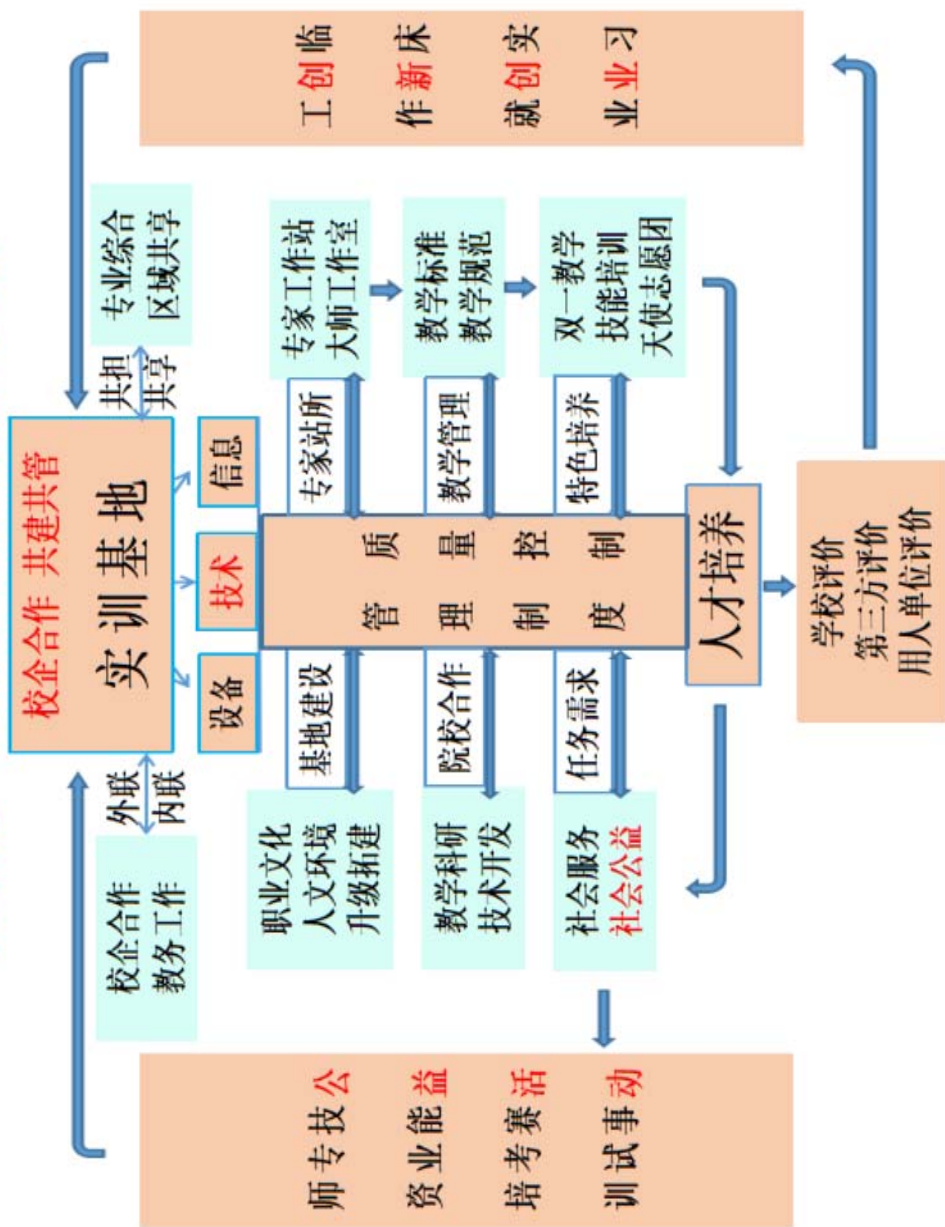 校企合作 共建共管
实训基地
外联
内联
校企合作
教务工作
共担
共享
专业综合
区域共享
设备
技术
信息
师资培训
专业考试
技能赛事
公益活动
职业文化
人文环境
升级拓建
基地建设
教学科研
技术开发
院校合作
社会服务
社会公益
任务需求
管理制度
质量控制
专家站所
专家工作站
大师工作室
教学管理
教学标准
教学规范
特色培养
双一教学
技能培训
天使志愿团
工作就业
创新创业
临床实习
人才培养
学校评价
第三方评价
用人单位评价